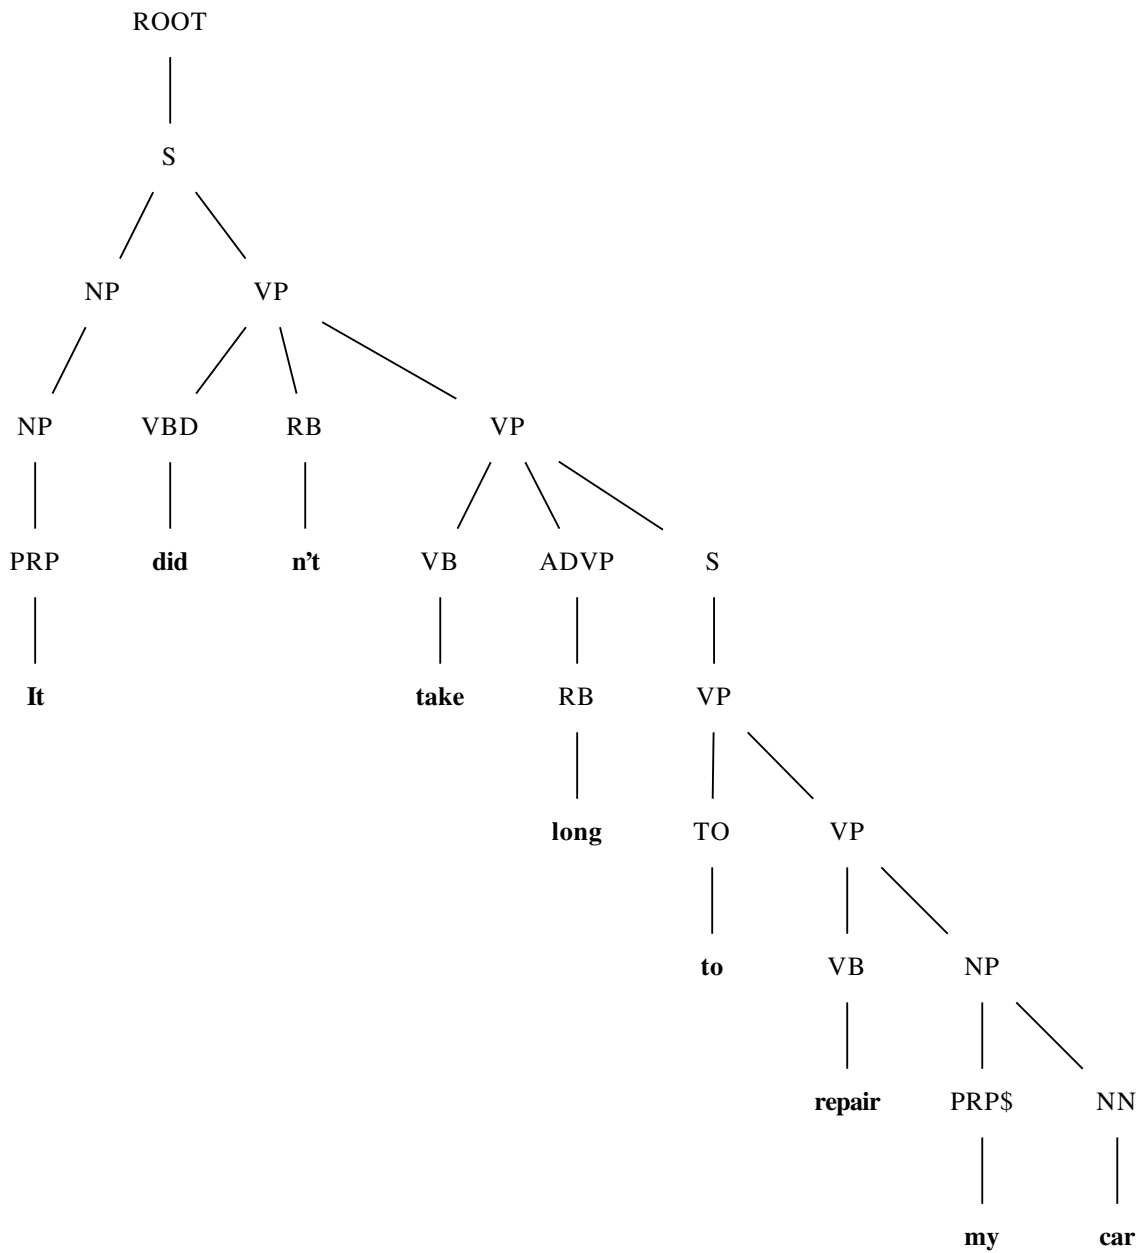 ROOT
S
NP VP
NP VBD RB VP
PRP did n't VB ADVP S
It take RB VP
long TO VP
to VB NP
repair PRP$ NN
my car